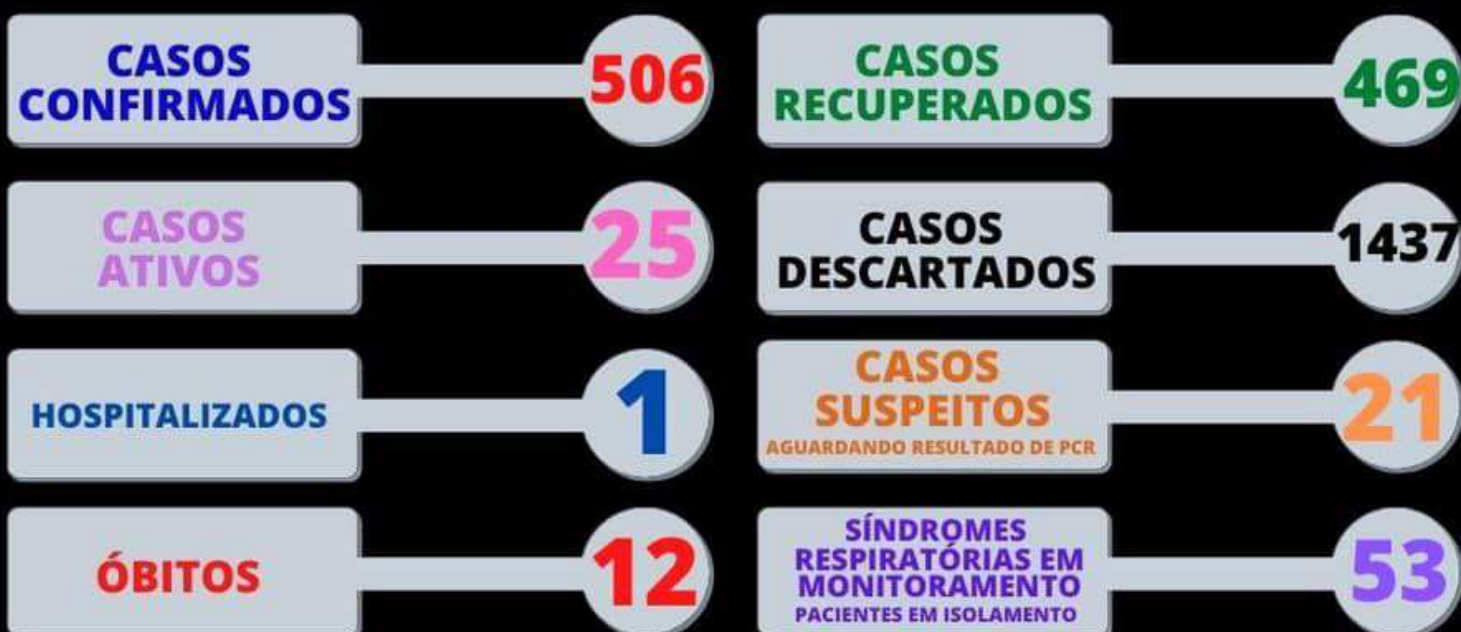 CASOS
CONFIRMADOS
506
CASOS
RECUPERADOS
469
CASOS
ATIVOS
25
CASOS
DESCARTADOS
1437
HOSPITALIZADOS
1
CASOS
SUSPEITOS
AGUARDANDO RESULTADO DE PCR
21
ÓBITOS
12
SÍNDROMES
RESPIRATÓRIAS EM
MONITORAMENTO
PACIENTES EM ISOLAMENTO
53